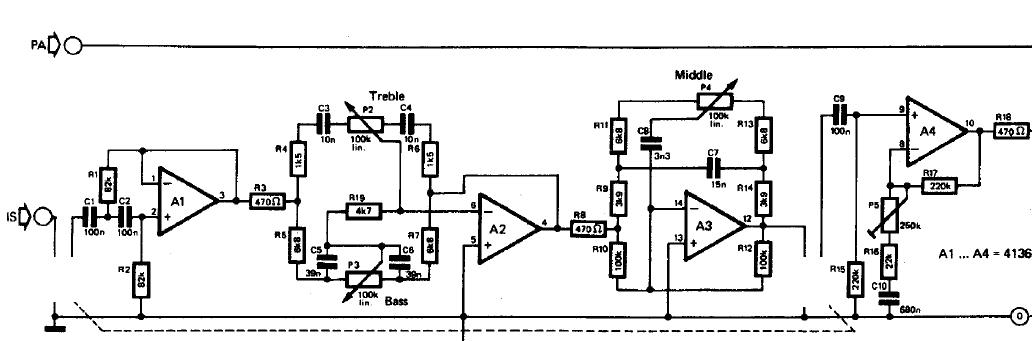 PA
Treble
C3
10n
P2
100k
lin.
C4
10n
R4
1k5
R6
1k5
R1
82k
C1
100n
C2
100n
IS
1
2
3
A1
R2
82k
R3
470Ω
R19
4k7
R5
6k8
R7
6k8
C5
39n
C6
39n
P3
100k
lin.
Bass
6
5
4
A2
R8
470Ω
Middle
P4
100k
lin.
R11
6k8
C8
3n3
R13
6k8
C7
15n
R9
3k9
R14
3k9
R10
100k
R12
100k
14
13
12
A3
C9
100n
9
8
10
A4
R18
470Ω
R17
220k
P5
250k
R16
22k
C10
680n
R15
220k
A1 ... A4 = 4136
0